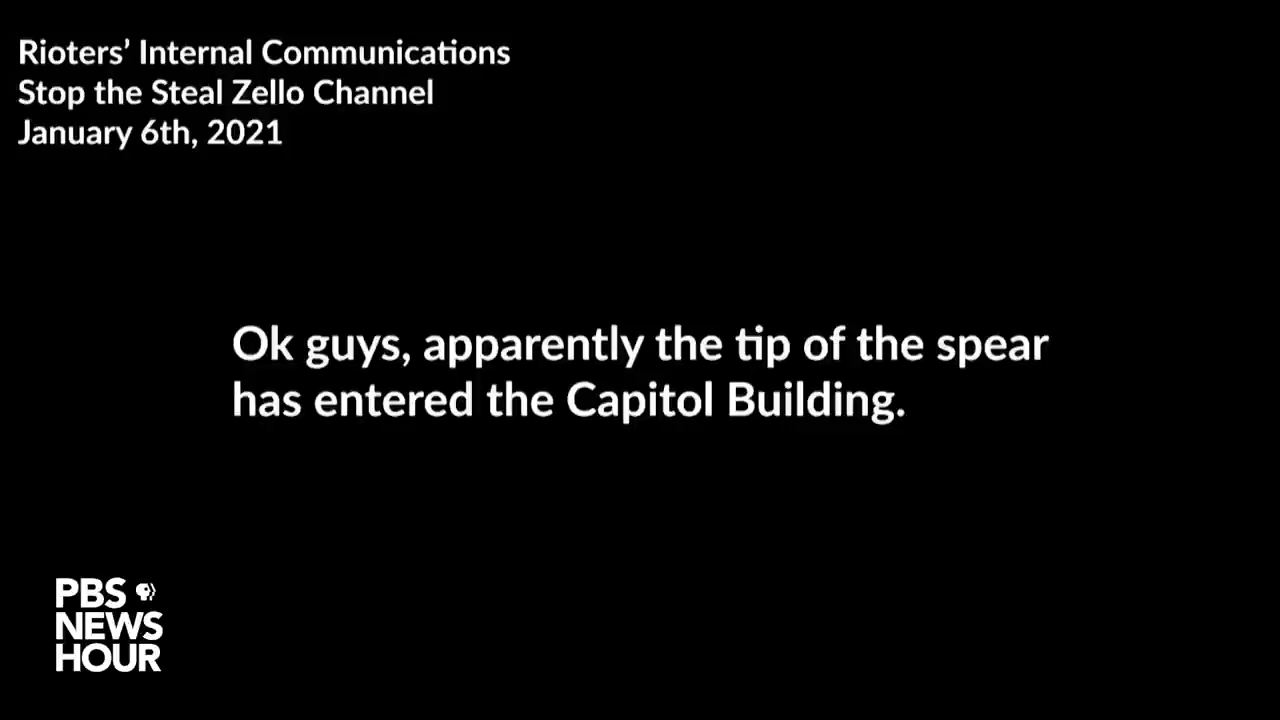 Rioters’ Internal Communications
Stop the Steal Zello Channel
January 6th, 2021
Ok guys, apparently the tip of the spear
has entered the Capitol Building.
PBS
NEWS
HOUR